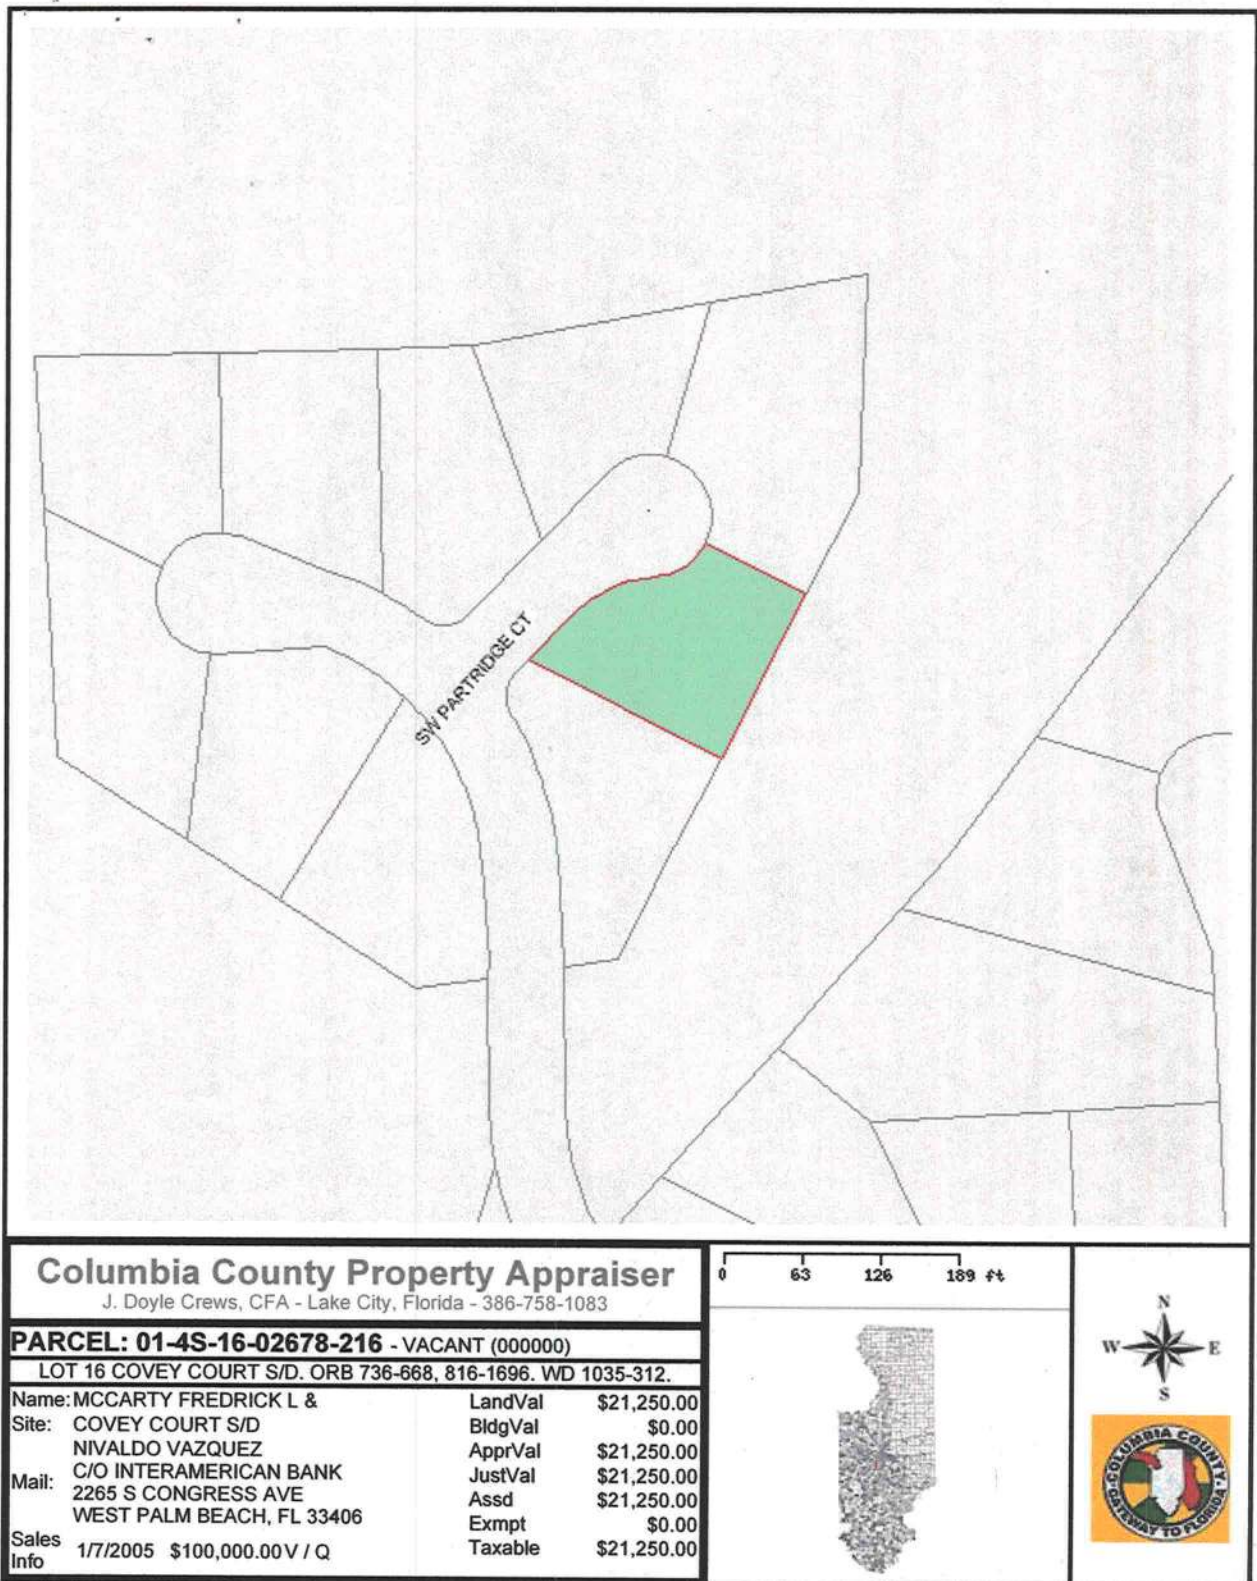 SW PARTRIDGE CT
Columbia County Property Appraiser
J. Doyle Crews, CFA - Lake City, Florida - 386-758-1083
PARCEL: 01-4S-16-02678-216 - VACANT (000000)
LOT 16 COVEY COURT S/D. ORB 736-668, 816-1696. WD 1035-312.
Name: MCCARTY FREDRICK L & LandVal $21,250.00
Site: COVEY COURT S/D BldgVal $0.00
NIVALDO VAZQUEZ ApprVal $21,250.00
Mail: C/O INTERAMERICAN BANK JustVal $21,250.00
2265 S CONGRESS AVE Assd $21,250.00
WEST PALM BEACH, FL 33406 Exmpt $0.00
Sales Info 1/7/2005 $100,000.00 V / Q Taxable $21,250.00
0 63 126 189 ft
N
W E
S
COLUMBIA COUNTY
GATEWAY TO FLORIDA